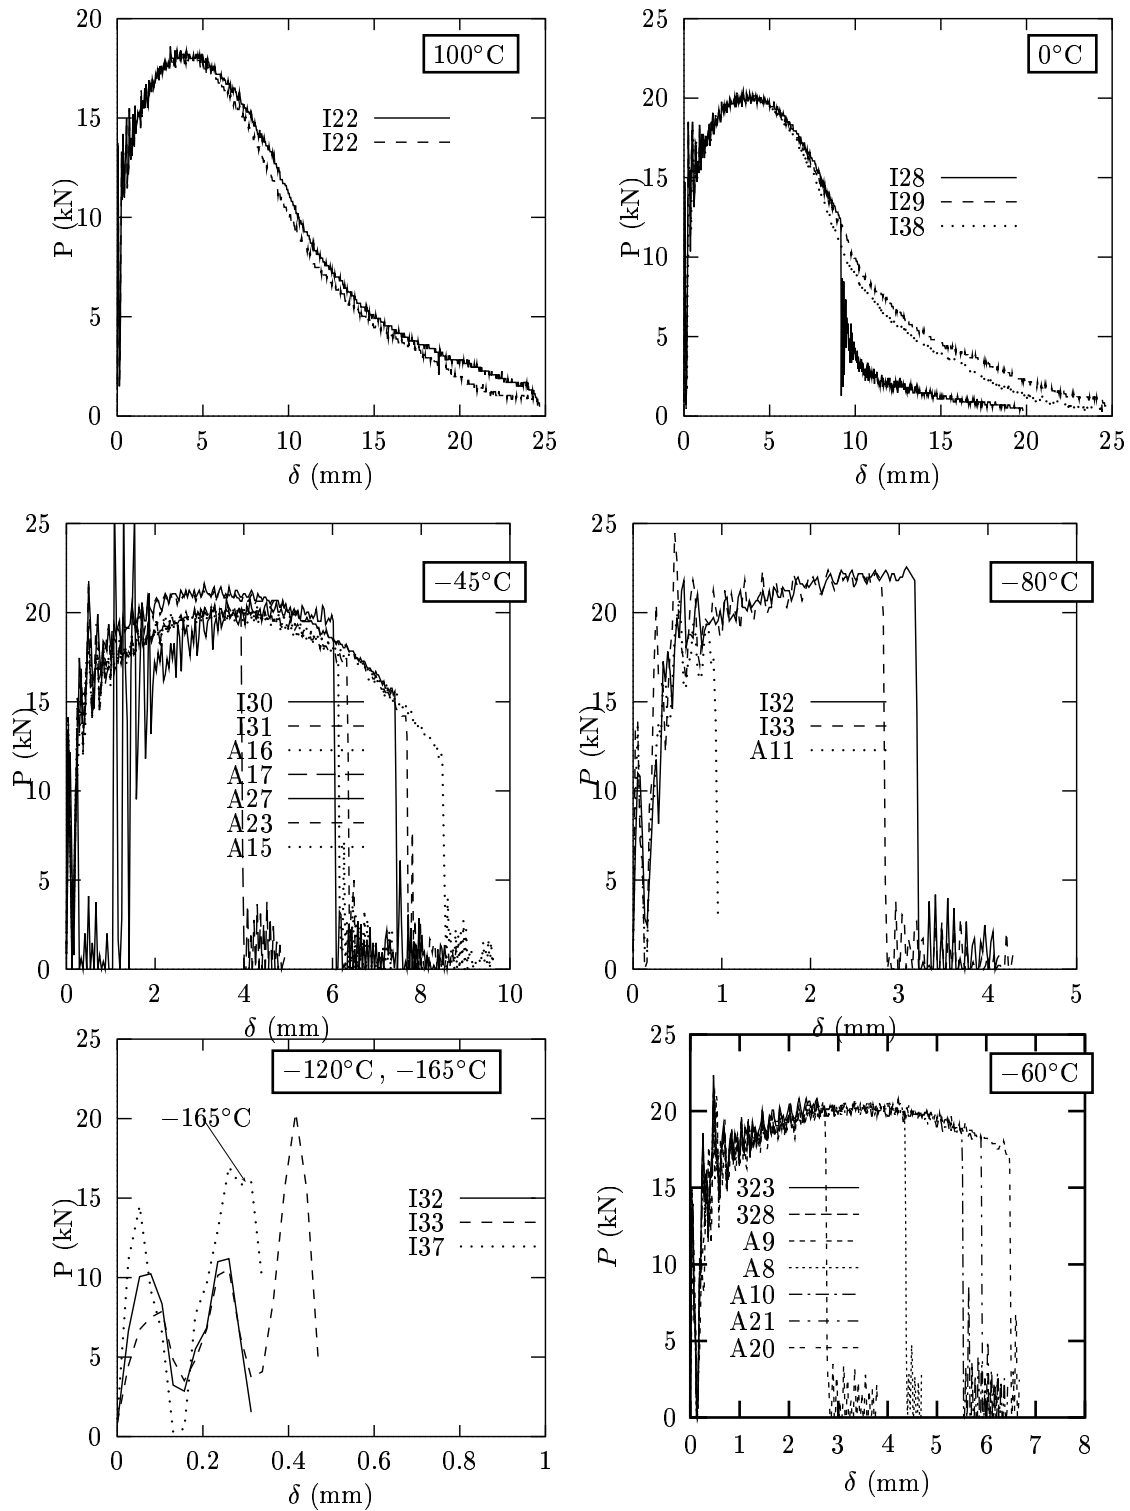 20
15
10
5
0
P (kN)
100°C
I22
I22
0 5 10 15 20 25
δ (mm)
25
20
15
10
5
0
P (kN)
0°C
I28
I29
I38
0 5 10 15 20 25
δ (mm)
25
20
15
10
5
0
P (kN)
−45°C
I30
I31
A16
A17
A27
A23
A15
0 2 4 6 8 10
δ (mm)
25
20
15
10
5
0
P (kN)
−80°C
I32
I33
A11
0 1 2 3 4 5
δ (mm)
25
20
15
10
5
0
P (kN)
−120°C, −165°C
−165°C
I32
I33
I37
0 0.2 0.4 0.6 0.8 1
δ (mm)
25
20
15
10
5
0
P (kN)
−60°C
323
328
A9
A8
A10
A21
A20
0 1 2 3 4 5 6 7 8
δ (mm)